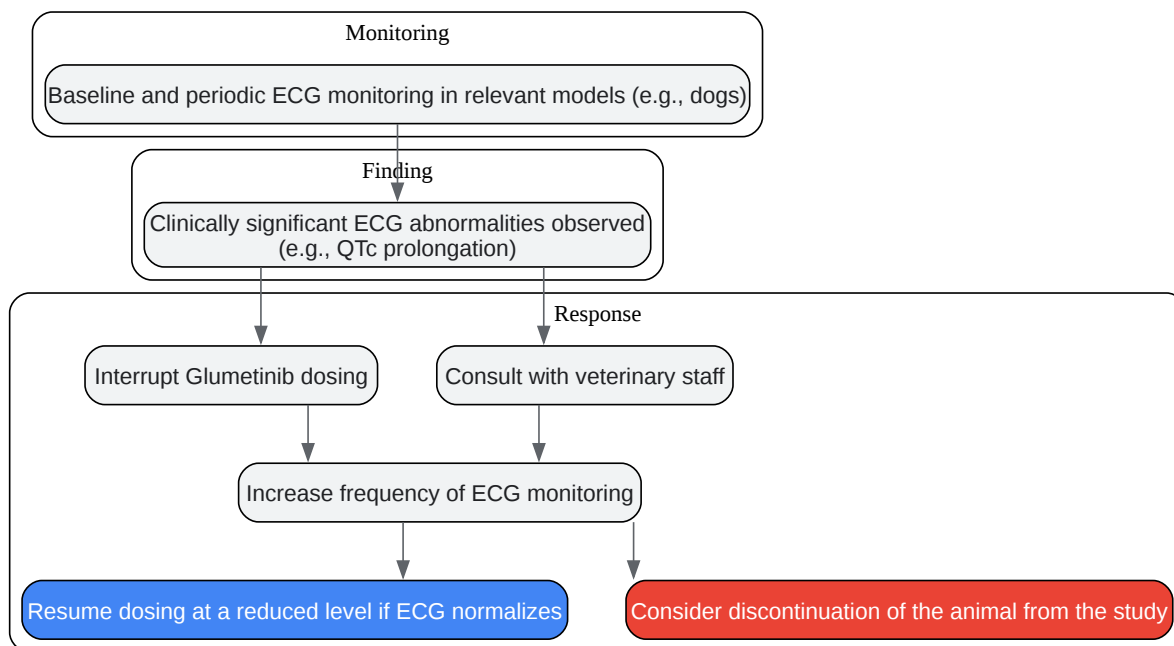 Monitoring
Baseline and periodic ECG monitoring in relevant models (e.g., dogs)
Finding
Clinically significant ECG abnormalities observed
(e.g., QTc prolongation)
Response
Interrupt Glumetinib dosing
Consult with veterinary staff
Increase frequency of ECG monitoring
Resume dosing at a reduced level if ECG normalizes
Consider discontinuation of the animal from the study